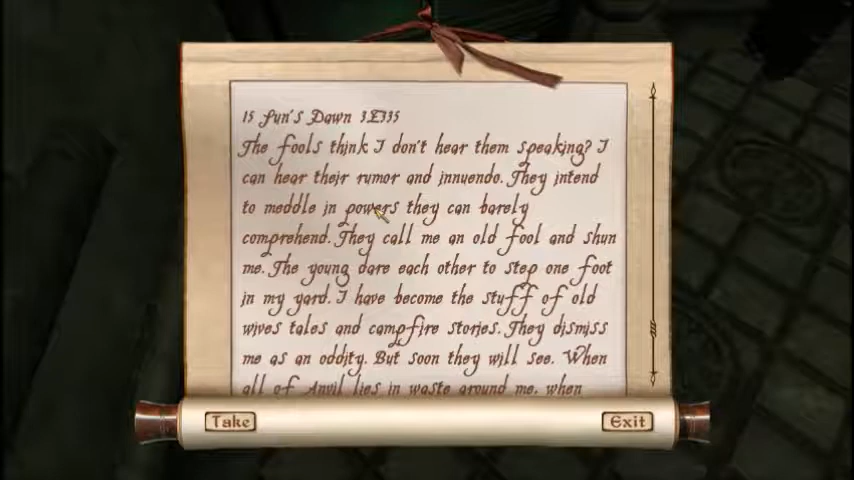 15 Sun's Dawn 3E335
The fools think I don't hear them speaking? I
can hear their rumor and innuendo. They intend
to meddle in powers they can barely
comprehend. They call me an old fool and shun
me. The young dare each other to step one foot
in my yard. I have become the stuff of old
wives tales and campfire stories. They dismiss
me as an oddity. But soon they will see. When
all of Anvil lies in waste around me, when
Take
Exit